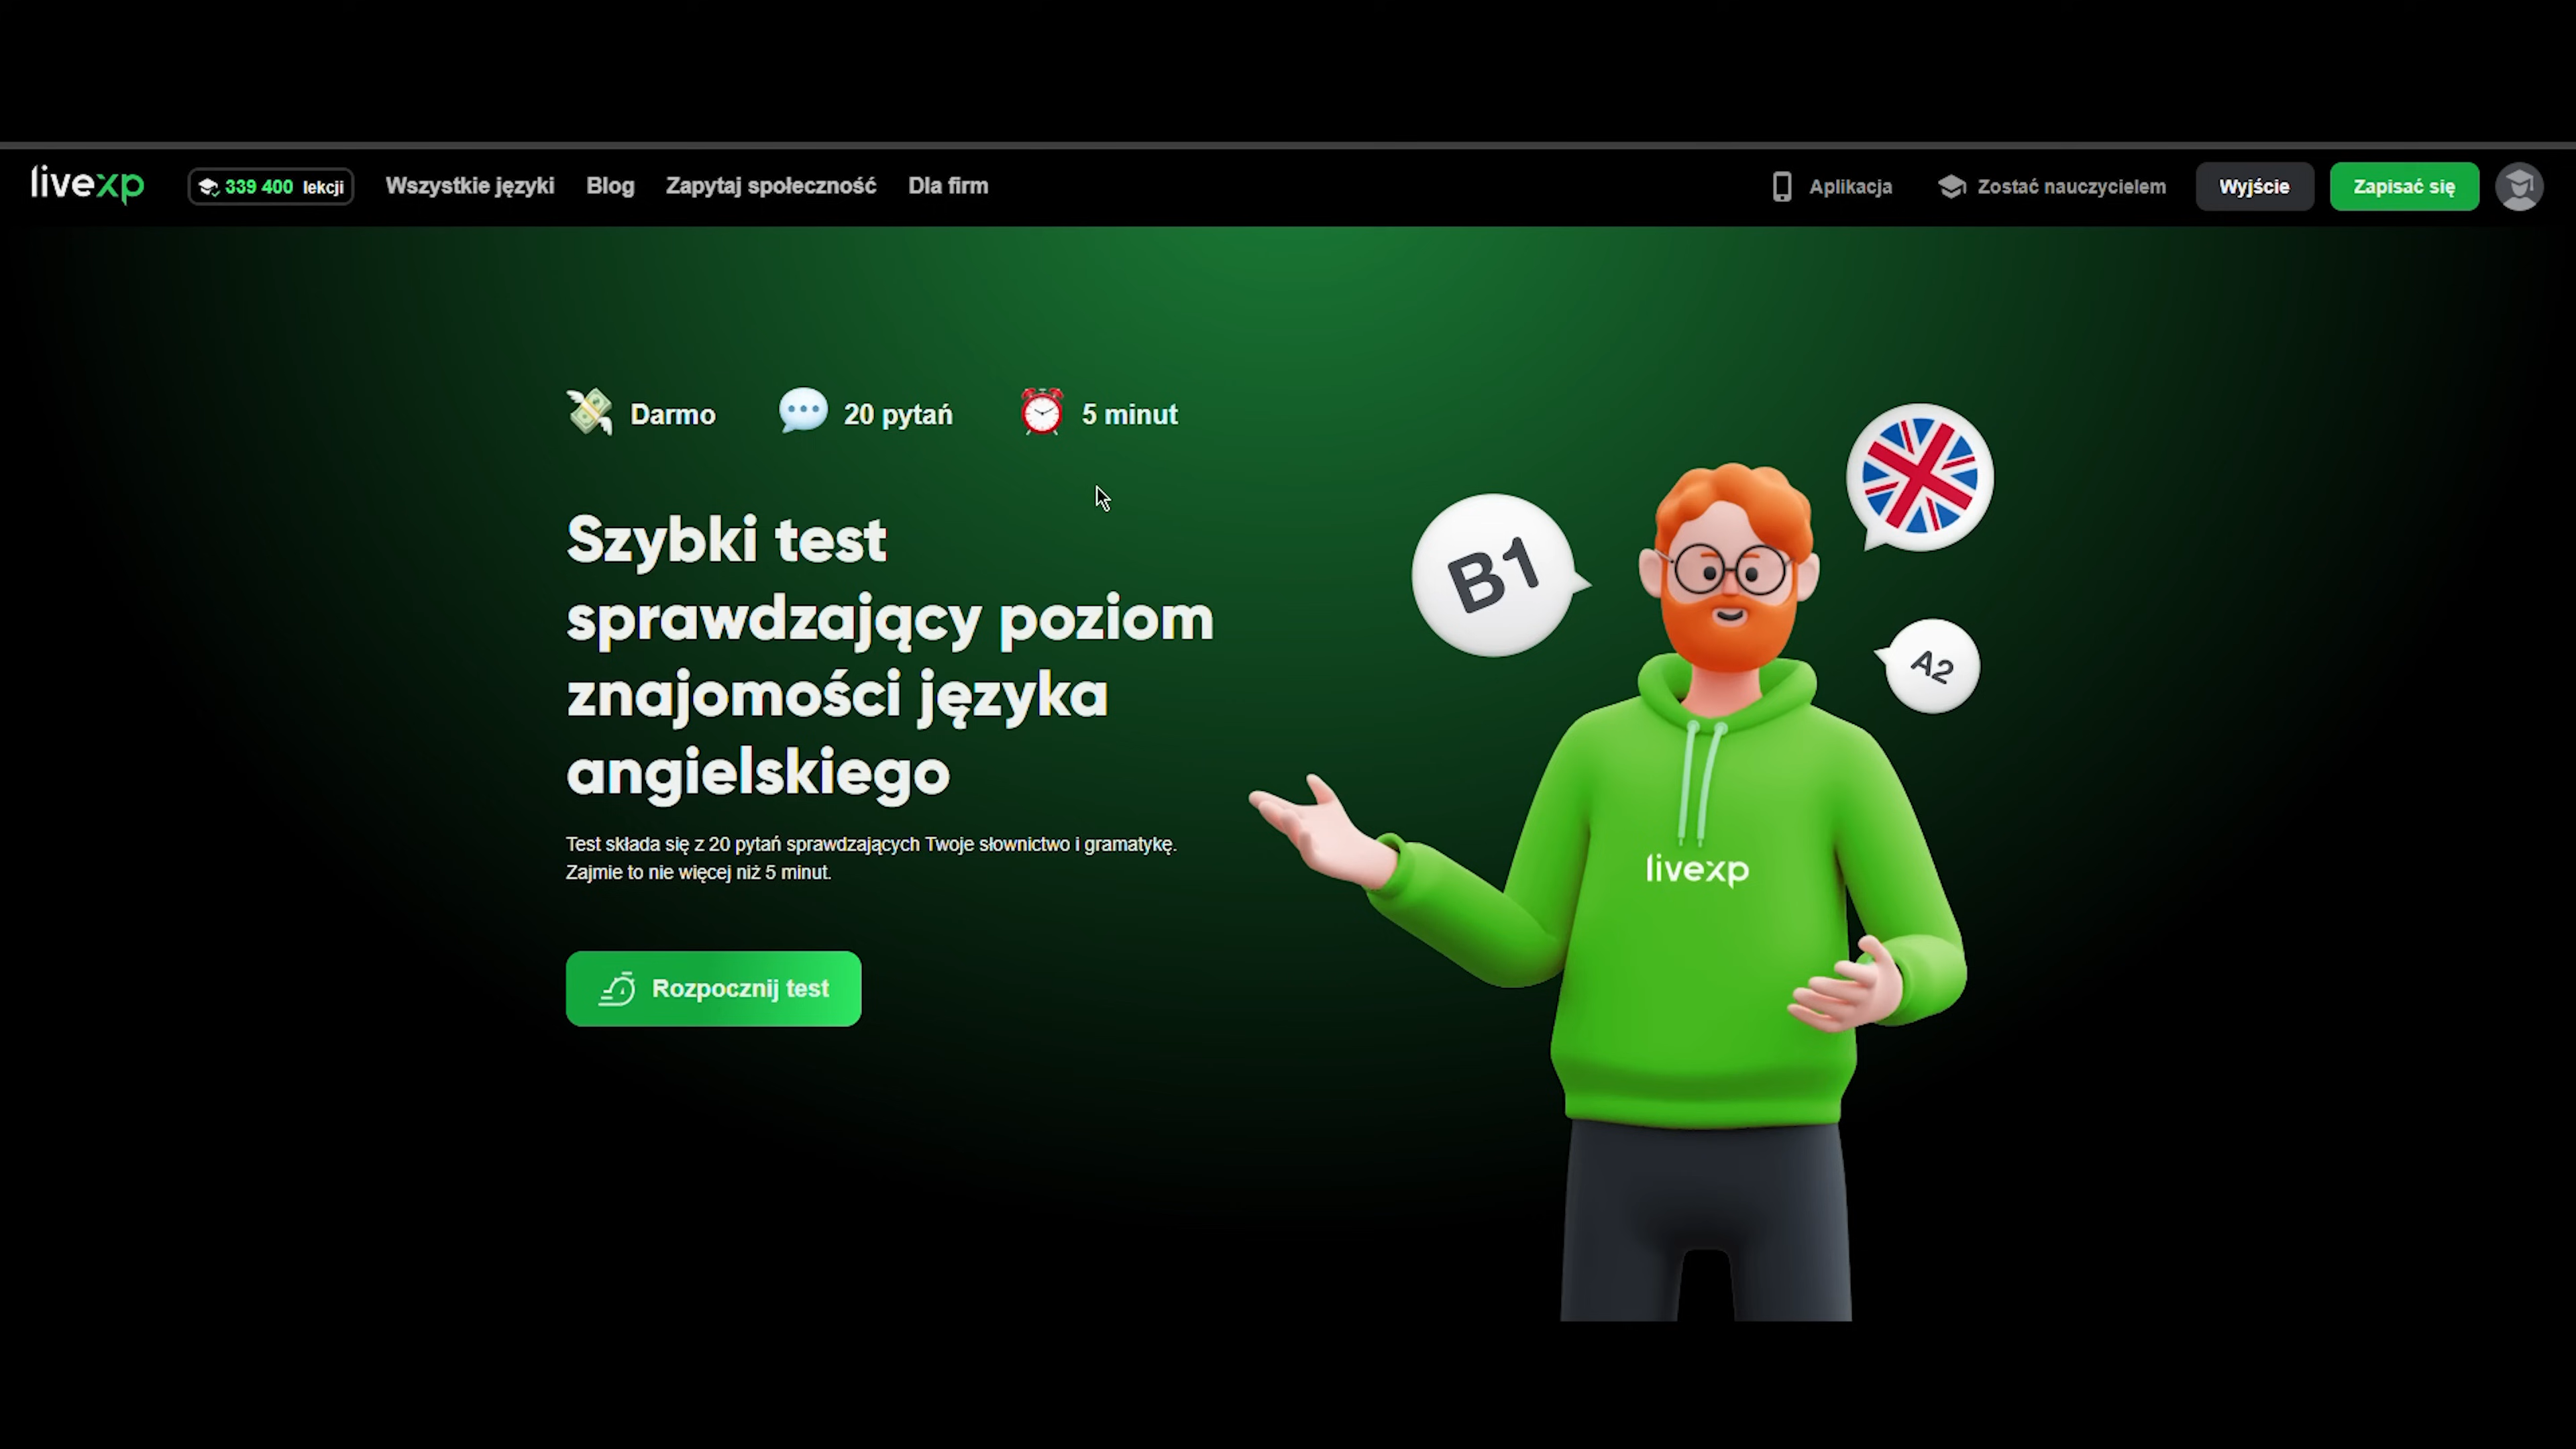 livexp
339 400 lekcji
Wszystkie języki
Blog
Zapytaj społeczność
Dla firm
Aplikacja
Zostać nauczycielem
Wyjście
Zapisać się
Darmo
20 pytań
5 minut
Szybki test
sprawdzający poziom
znajomości języka
angielskiego
Test składa się z 20 pytań sprawdzających Twoje słownictwo i gramatykę.
Zajmie to nie więcej niż 5 minut.
Rozpocznij test
B1
A2
livexp